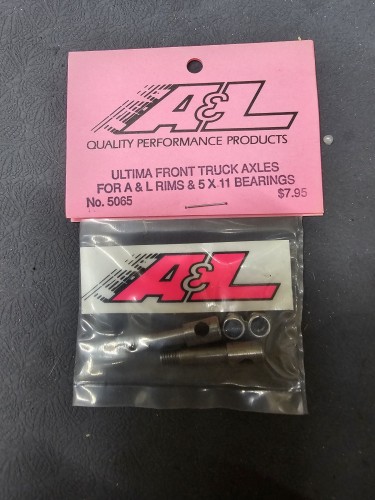 A&L
QUALITY PERFORMANCE PRODUCTS
ULTIMA FRONT TRUCK AXLES
FOR A & L RIMS & 5 X 11 BEARINGS
No. 5065 $7.95
A&L